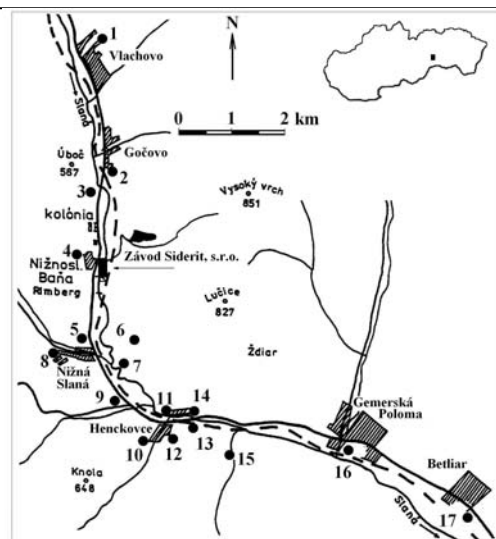 1
Vlachovo
N
Slaná
0 1 2 km
Gočovo
Úboč
567
2
3
Vysoký vrch
851
kolónia
4
Závod Siderit, s.r.o.
Nižnosl.
Baňa
Rimberg
Lučice
827
5
6
Ždiar
8
7
Nižná
Slaná
9
11
14
Gemerská
Poloma
Henckovce
13
10
12
15
16
Betliar
Knola
648
Slaná
17